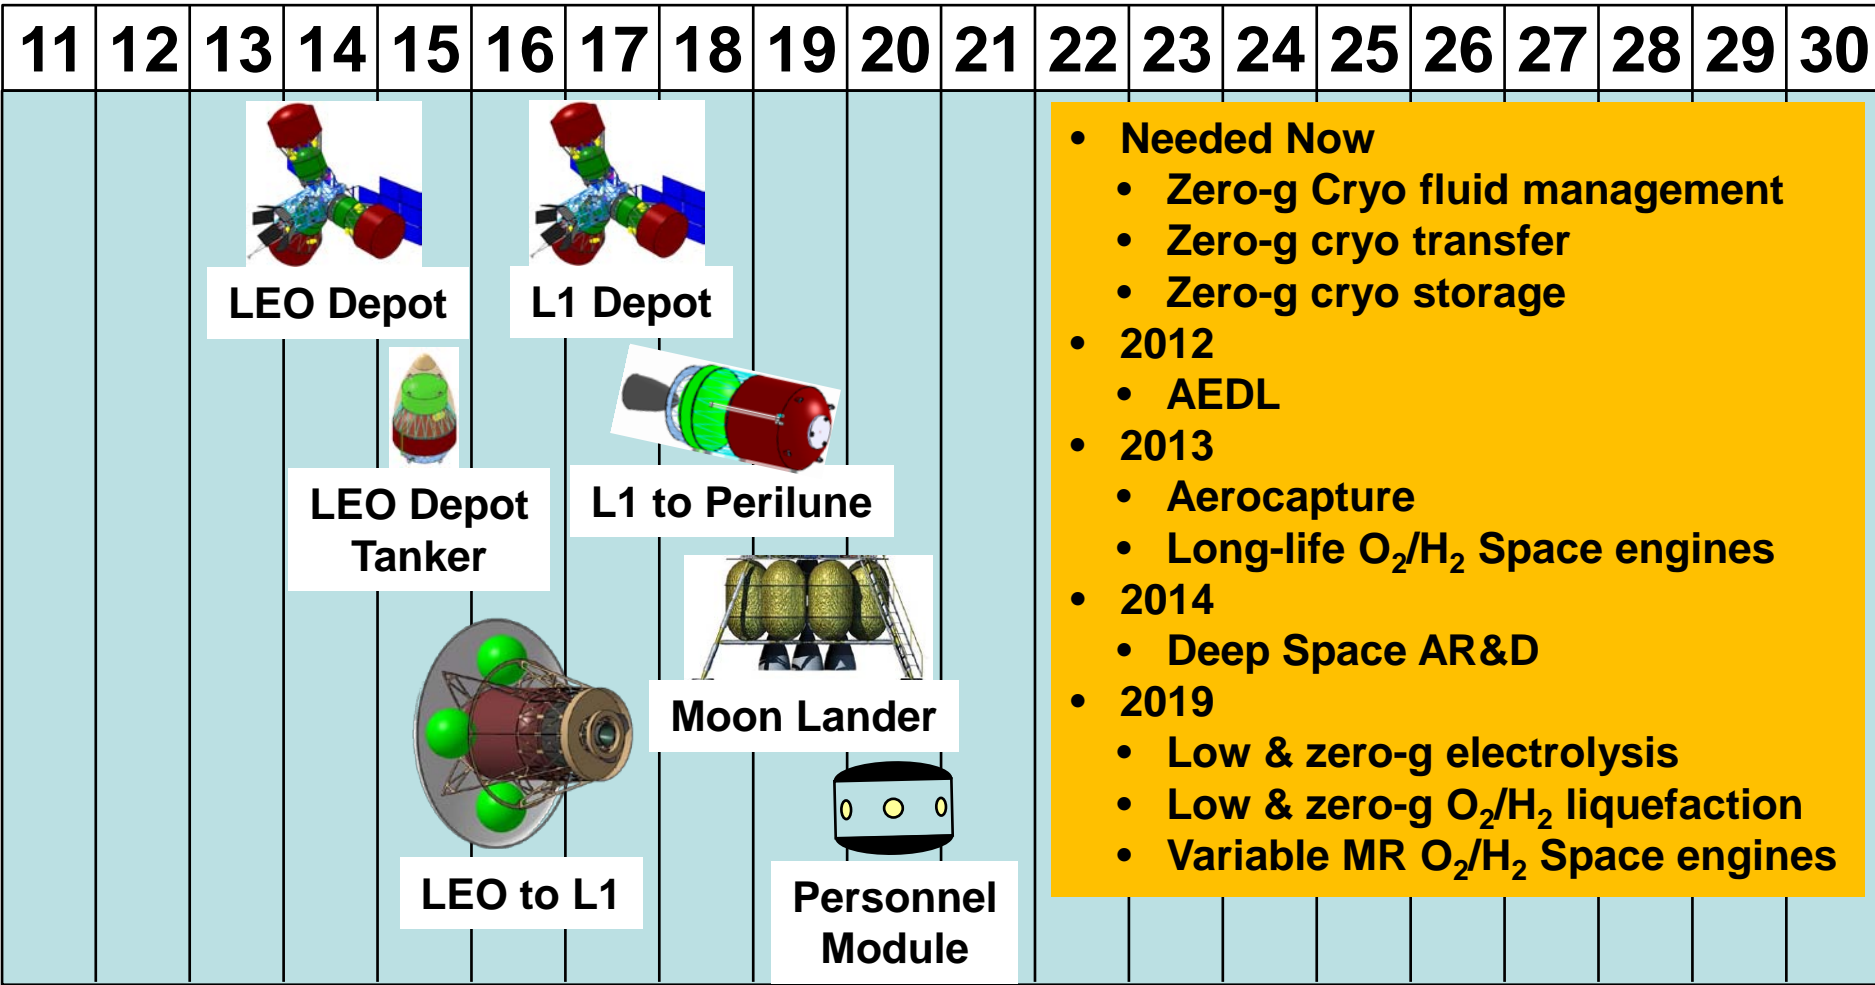 11 12 13 14 15 16 17 18 19 20 21 22 23 24 25 26 27 28 29 30
LEO Depot
L1 Depot
LEO Depot
Tanker
L1 to Perilune
Moon Lander
LEO to L1
Personnel
Module
• Needed Now
• Zero-g Cryo fluid management
• Zero-g cryo transfer
• Zero-g cryo storage
• 2012
• AEDL
• 2013
• Aerocapture
• Long-life O₂/H₂ Space engines
• 2014
• Deep Space AR&D
• 2019
• Low & zero-g electrolysis
• Low & zero-g O₂/H₂ liquefaction
• Variable MR O₂/H₂ Space engines